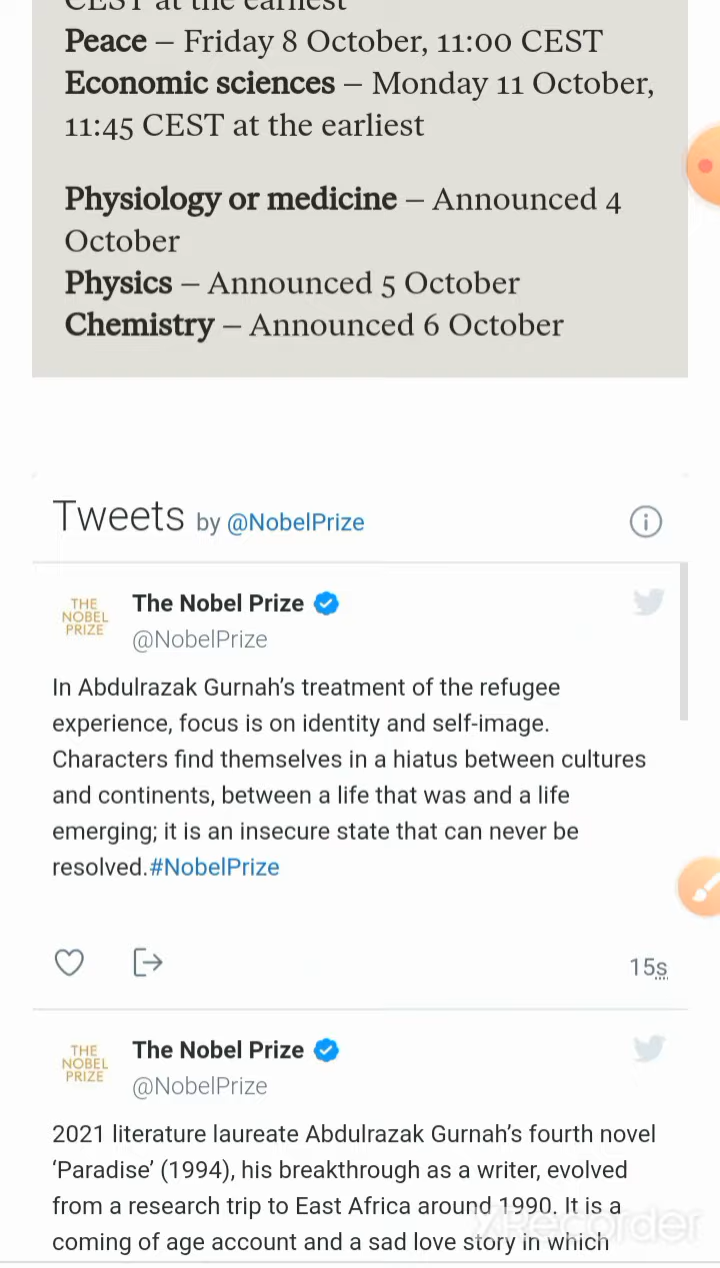 CEST at the earliest
Peace – Friday 8 October, 11:00 CEST
Economic sciences – Monday 11 October,
11:45 CEST at the earliest
Physiology or medicine – Announced 4
October
Physics – Announced 5 October
Chemistry – Announced 6 October
Tweets by @NobelPrize
THE
NOBEL
PRIZE
The Nobel Prize
@NobelPrize
In Abdulrazak Gurnah’s treatment of the refugee
experience, focus is on identity and self-image.
Characters find themselves in a hiatus between cultures
and continents, between a life that was and a life
emerging; it is an insecure state that can never be
resolved.#NobelPrize
15s
THE
NOBEL
PRIZE
The Nobel Prize
@NobelPrize
2021 literature laureate Abdulrazak Gurnah’s fourth novel
‘Paradise’ (1994), his breakthrough as a writer, evolved
from a research trip to East Africa around 1990. It is a
coming of age account and a sad love story in which
XRecorder